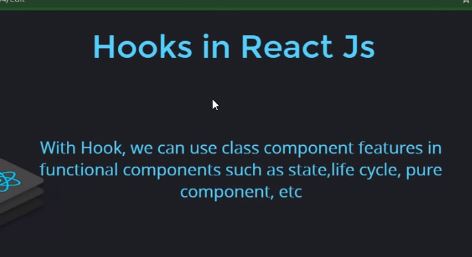 Hooks in React Js
With Hook, we can use class component features in
functional components such as state,life cycle, pure
component, etc